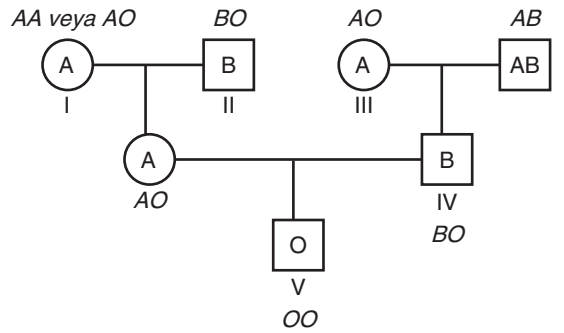 AA veya AO BO AO AB
A B A AB
I II III
A B
AO IV
BO
O
V
OO